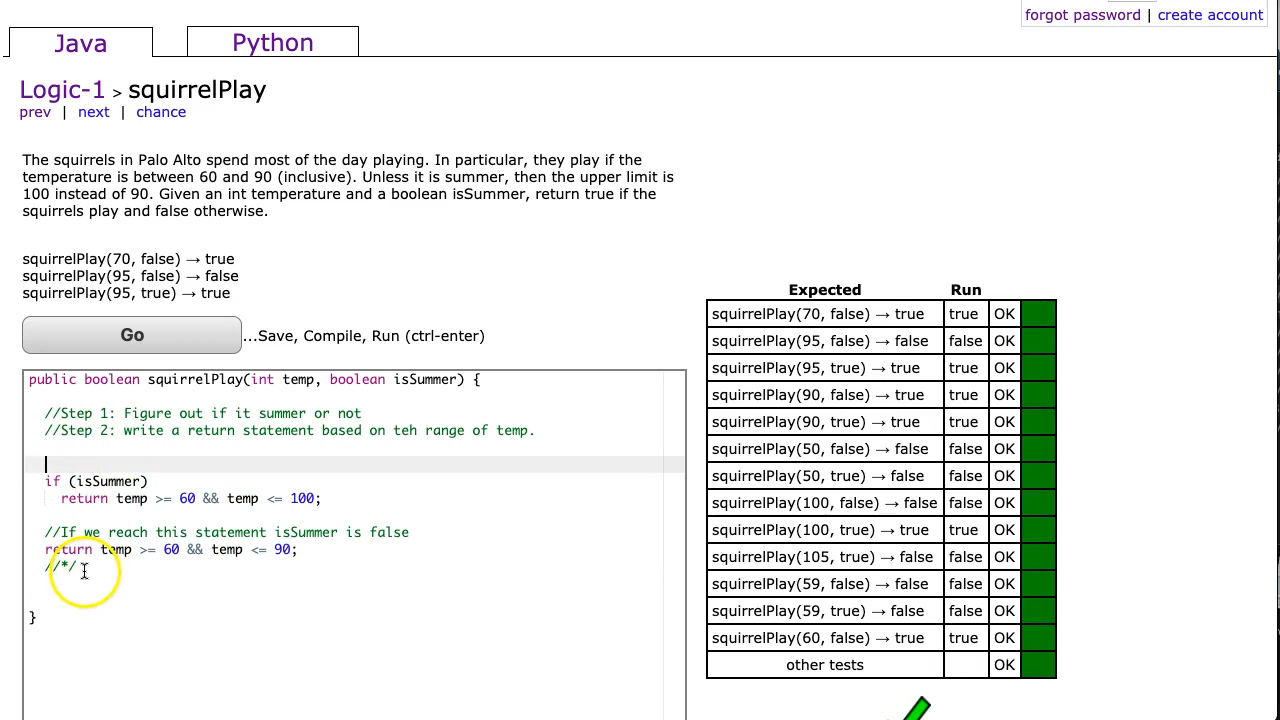 forgot password | create account
Java
Python
Logic-1 > squirrelPlay
prev | next | chance
The squirrels in Palo Alto spend most of the day playing. In particular, they play if the
temperature is between 60 and 90 (inclusive). Unless it is summer, then the upper limit is
100 instead of 90. Given an int temperature and a boolean isSummer, return true if the
squirrels play and false otherwise.
squirrelPlay(70, false) → true
squirrelPlay(95, false) → false
squirrelPlay(95, true) → true
Go
...Save, Compile, Run (ctrl-enter)
public boolean squirrelPlay(int temp, boolean isSummer) {
//Step 1: Figure out if it summer or not
//Step 2: write a return statement based on teh range of temp.
if (isSummer)
return temp >= 60 && temp <= 100;
//If we reach this statement isSummer is false
return temp >= 60 && temp <= 90;
//*/
}
Expected Run
squirrelPlay(70, false) → true true OK
squirrelPlay(95, false) → false false OK
squirrelPlay(95, true) → true true OK
squirrelPlay(90, false) → true true OK
squirrelPlay(90, true) → true true OK
squirrelPlay(50, false) → false false OK
squirrelPlay(50, true) → false false OK
squirrelPlay(100, false) → false false OK
squirrelPlay(100, true) → true true OK
squirrelPlay(105, true) → false false OK
squirrelPlay(59, false) → false false OK
squirrelPlay(59, true) → false false OK
squirrelPlay(60, false) → true true OK
other tests OK